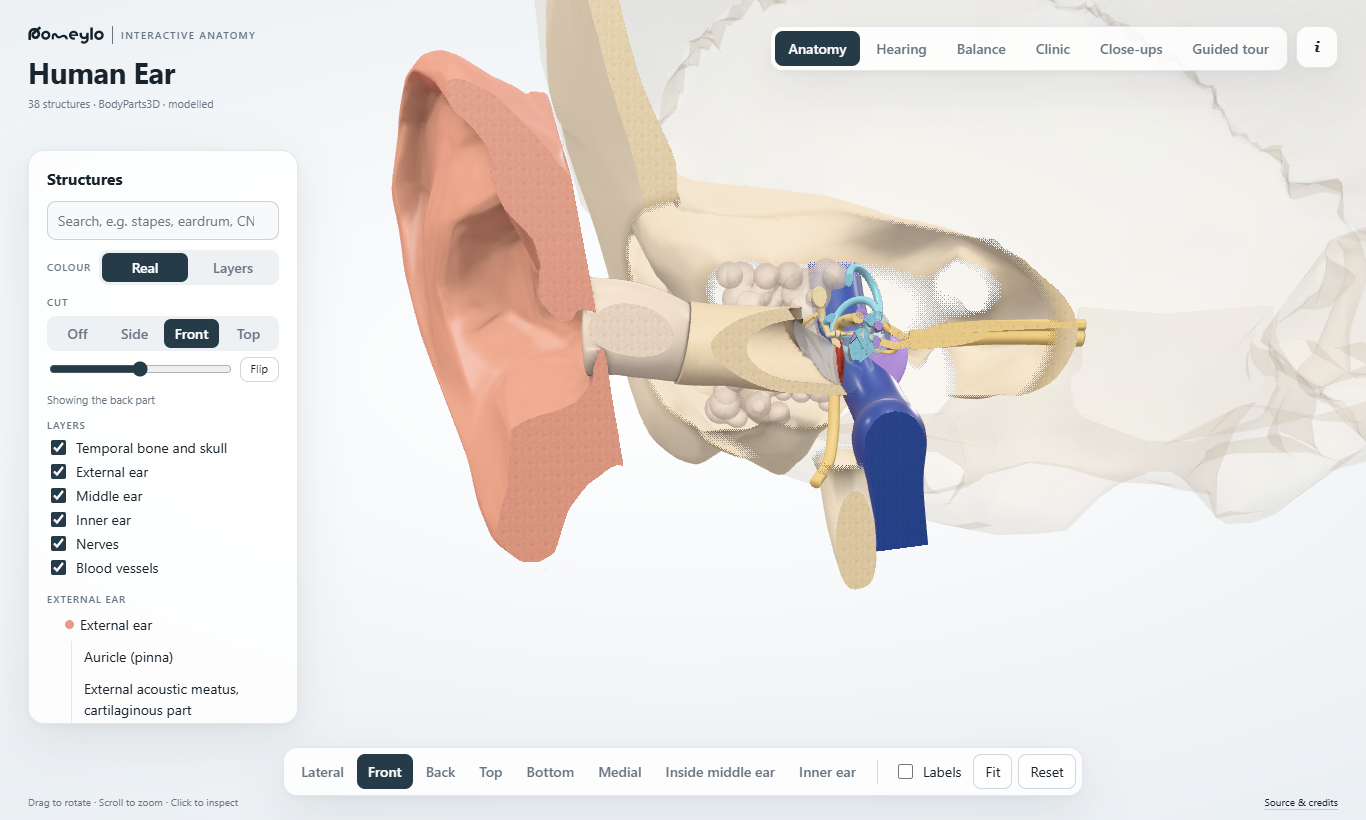 Romeylo
INTERACTIVE ANATOMY
Human Ear
38 structures · BodyParts3D · modelled
Anatomy
Hearing
Balance
Clinic
Close-ups
Guided tour
i
Structures
Search, e.g. stapes, eardrum, CN
COLOUR
Real
Layers
CUT
Off
Side
Front
Top
Flip
Showing the back part
LAYERS
Temporal bone and skull
External ear
Middle ear
Inner ear
Nerves
Blood vessels
EXTERNAL EAR
External ear
Auricle (pinna)
External acoustic meatus,
cartilaginous part
Lateral
Front
Back
Top
Bottom
Medial
Inside middle ear
Inner ear
Labels
Fit
Reset
Drag to rotate · Scroll to zoom · Click to inspect
Source & credits